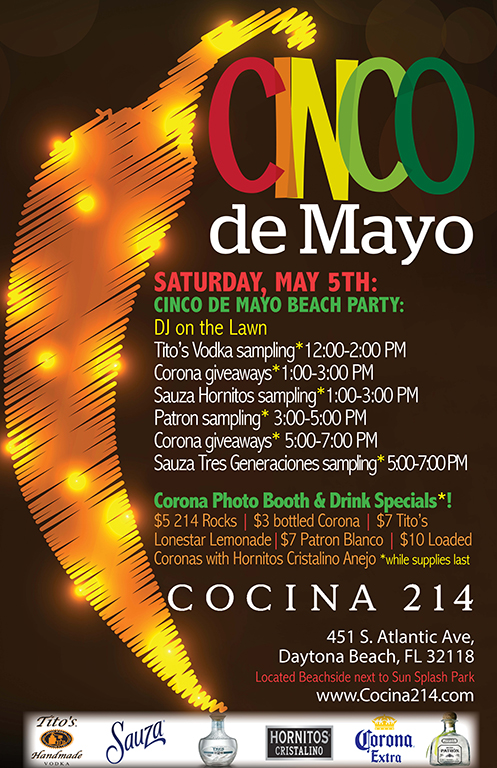 CINCO
de Mayo
SATURDAY, MAY 5TH:
CINCO DE MAYO BEACH PARTY:
DJ on the Lawn
Tito's Vodka sampling*12:00-2:00 PM
Corona giveaways*1:00-3:00 PM
Sauza Hornitos sampling*1:00-3:00 PM
Patron sampling* 3:00-5:00 PM
Corona giveaways* 5:00-7:00 PM
Sauza Tres Generaciones sampling* 5:00-7:00 PM
Corona Photo Booth & Drink Specials*!
$5 214 Rocks | $3 bottled Corona | $7 Tito's
Lonestar Lemonade | $7 Patron Blanco | $10 Loaded
Coronas with Hornitos Cristalino Anejo *while supplies last
COCINA 214
451 S. Atlantic Ave,
Daytona Beach, FL 32118
Located Beachside next to Sun Splash Park
www.Cocina214.com
Tito's
Handmade
VODKA
Sauza
HORNITOS
CRISTALINO
Corona
Extra
PATRÓN